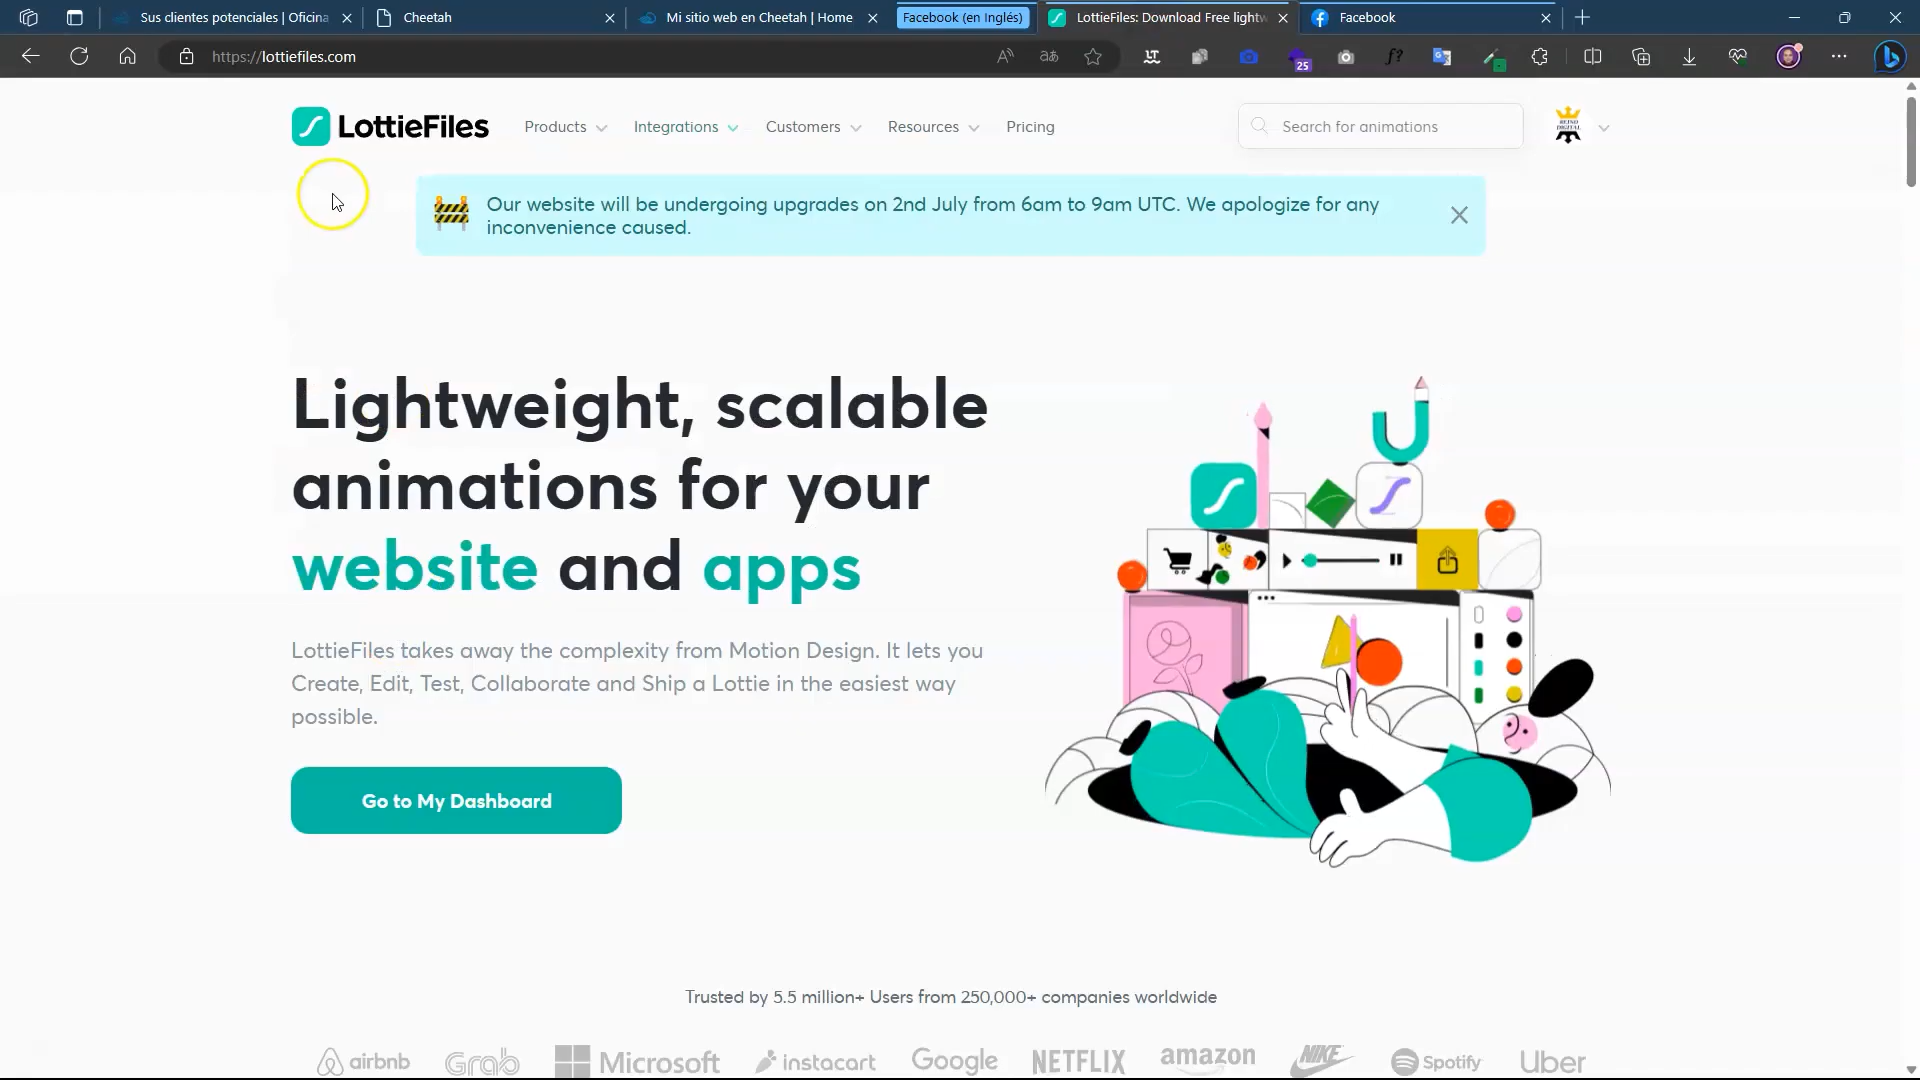 Sus clientes potenciales | Oficina
Cheetah
Mi sitio web en Cheetah | Home
Facebook (en Inglés)
LottieFiles: Download Free lightw
Facebook
https://lottiefiles.com
25
LottieFiles
Products
Integrations
Customers
Resources
Pricing
Search for animations
REINO
DIGITAL
Our website will be undergoing upgrades on 2nd July from 6am to 9am UTC. We apologize for any
inconvenience caused.
Lightweight, scalable
animations for your
website and apps
LottieFiles takes away the complexity from Motion Design. It lets you
Create, Edit, Test, Collaborate and Ship a Lottie in the easiest way
possible.
Go to My Dashboard
Trusted by 5.5 million+ Users from 250,000+ companies worldwide
airbnb
Grab
Microsoft
instacart
Google
NETFLIX
amazon
NIKE
Spotify
Uber